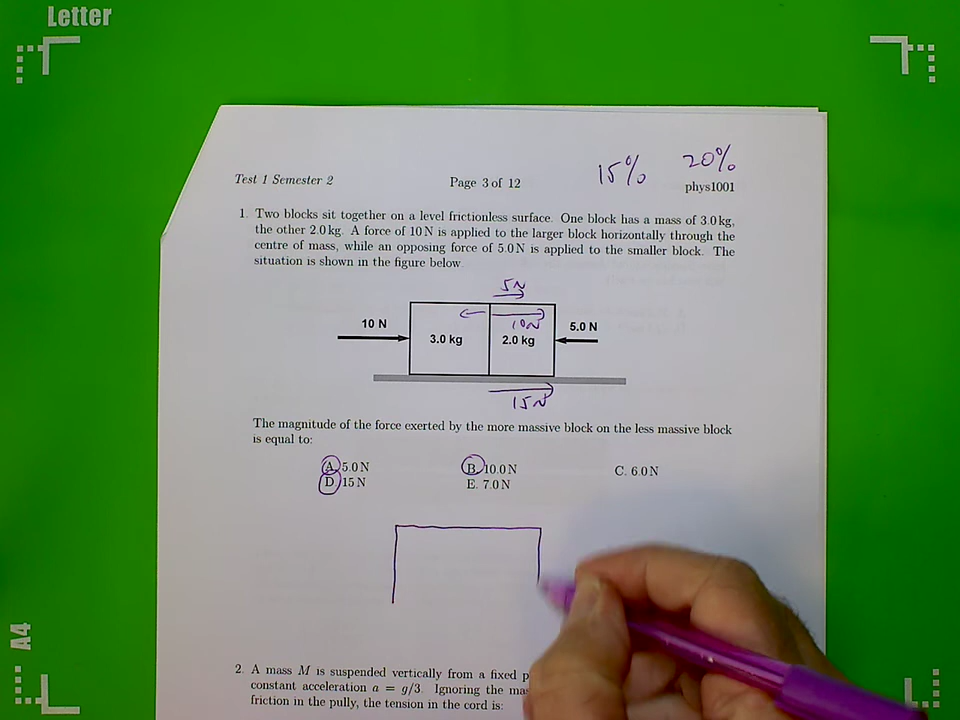 Letter
15% 20%
Test 1 Semester 2 Page 3 of 12 phys1001
1. Two blocks sit together on a level frictionless surface. One block has a mass of 3.0 kg,
the other 2.0 kg. A force of 10 N is applied to the larger block horizontally through the
centre of mass, while an opposing force of 5.0 N is applied to the smaller block. The
situation is shown in the figure below.
5N
10 N 10N 5.0 N
3.0 kg 2.0 kg
15N
The magnitude of the force exerted by the more massive block on the less massive block
is equal to:
A. 5.0 N B. 10.0 N C. 6.0 N
D. 15 N E. 7.0 N
2. A mass M is suspended vertically from a fixed
constant acceleration a = g/3. Ignoring the
friction in the pully, the tension in the cord is:
A4